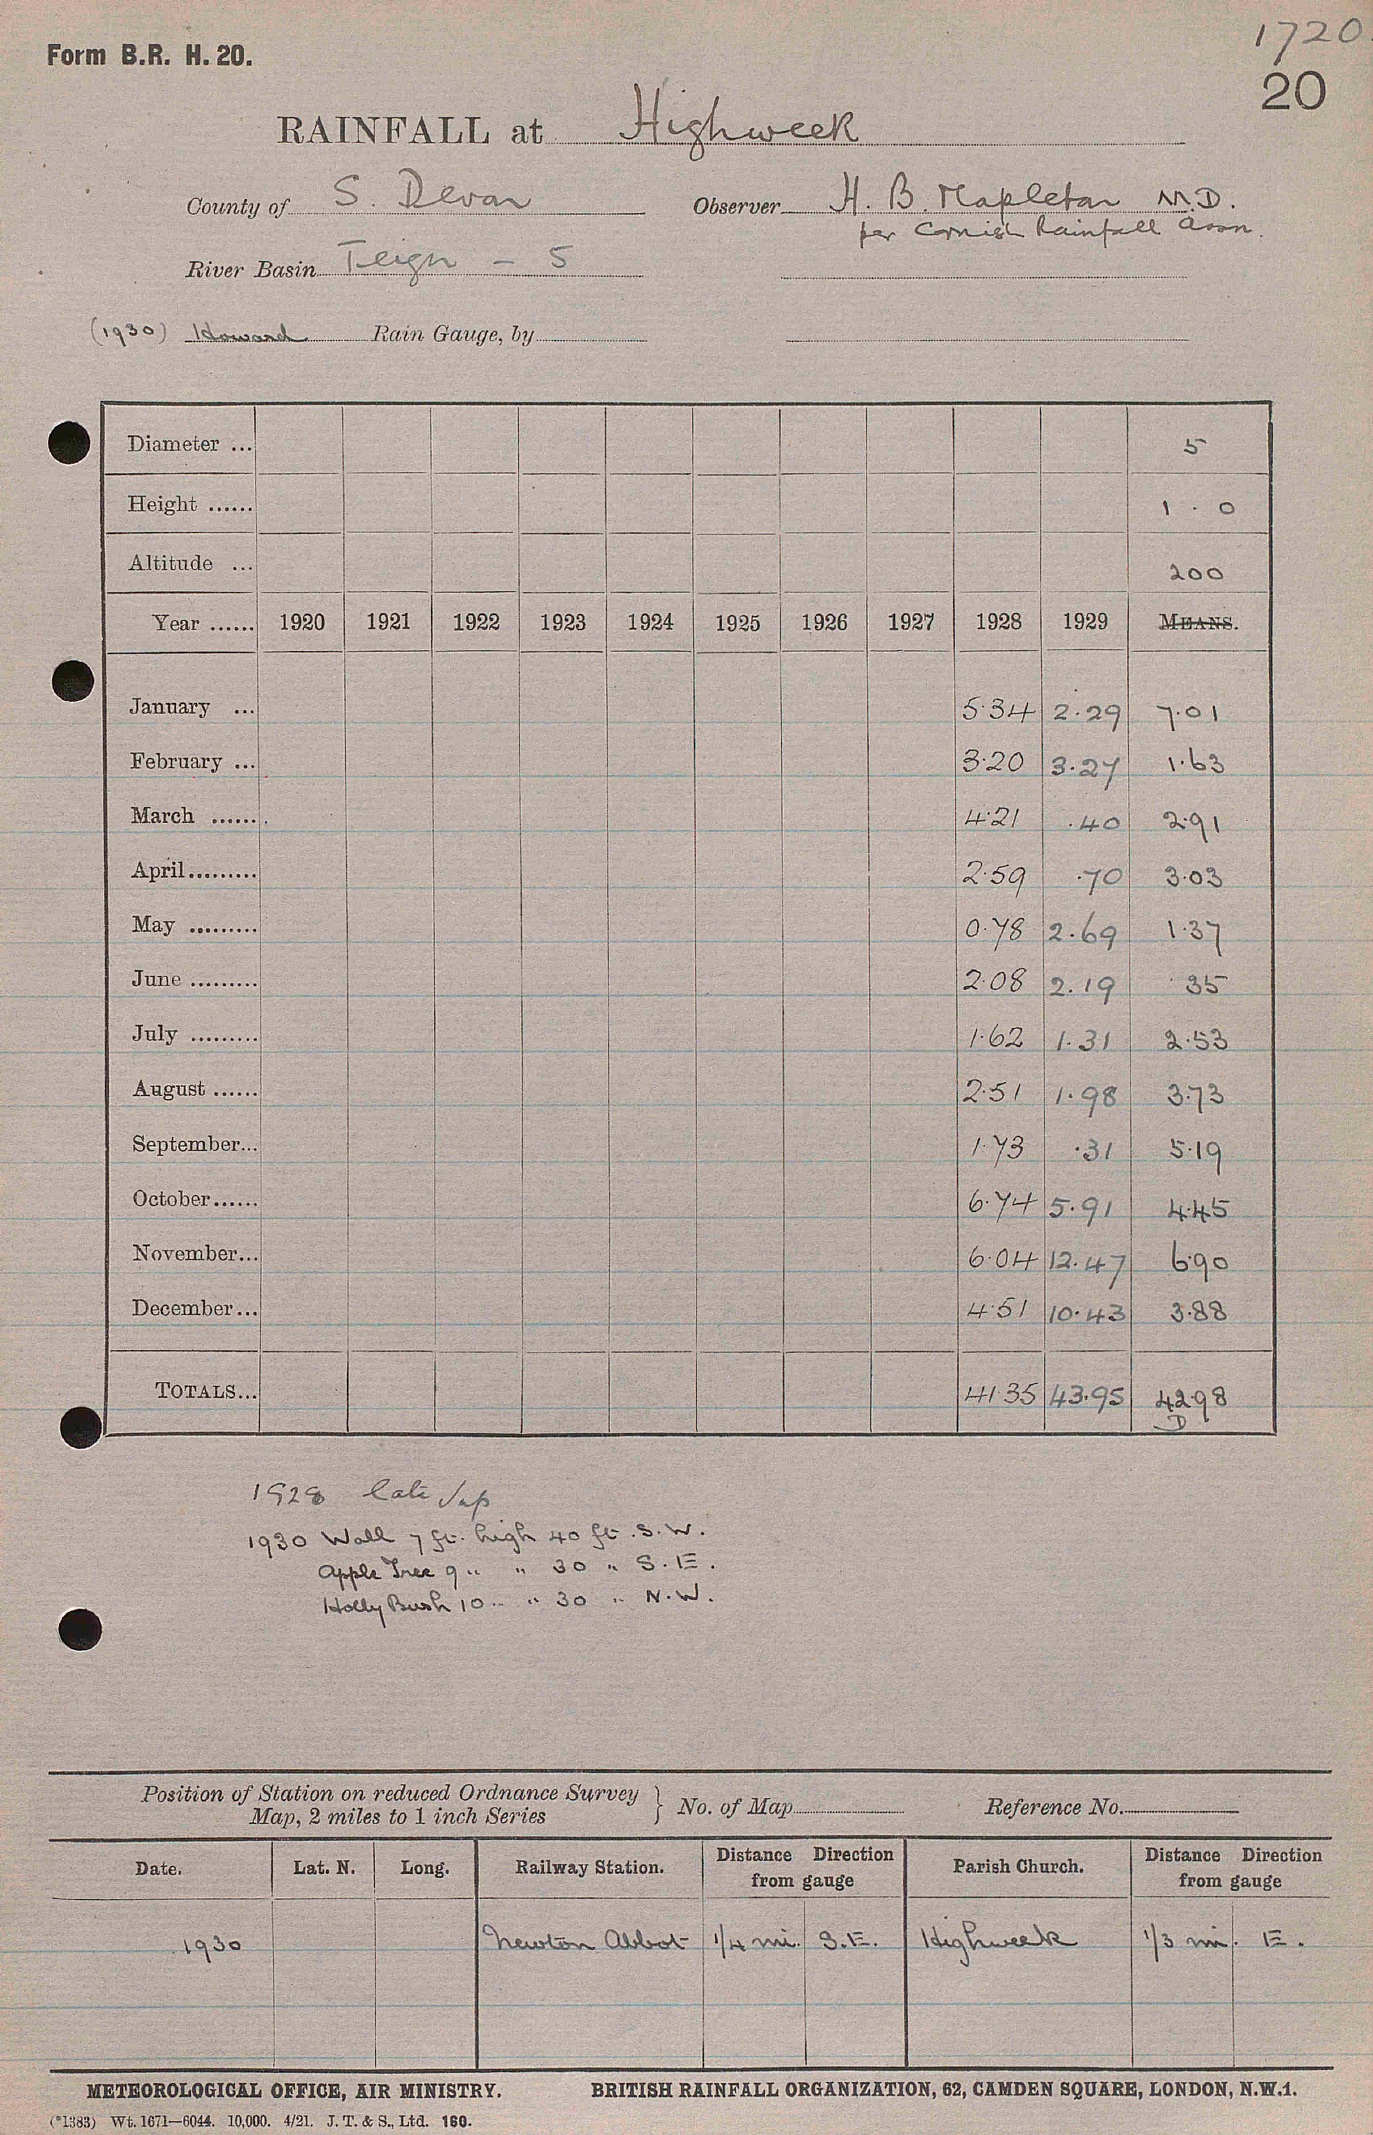 1720.
Form B.R. H. 20.
20
RAINFALL at Highweek
County of S. Devon Observer H. B. Mapleton M.D.
per Cornish Rainfall Assn.
River Basin Teign - 5
(1930) Howard Rain Gauge, by
Diameter ... 5
Height ...... 1 . 0
Altitude ... 200
Year ...... 1920 1921 1922 1923 1924 1925 1926 1927 1928 1929 MEANS.
January ... 5.34 2.29 7.01
February ... 3.20 3.27 1.63
March ...... 4.21 .40 2.91
April ......... 2.59 .70 3.03
May ......... 0.78 2.69 1.37
June ......... 2.08 2.19 .35
July ......... 1.62 1.31 2.53
August ...... 2.51 1.98 3.73
September... 1.73 .31 5.19
October...... 6.74 5.91 4.45
November... 6.04 12.47 6.90
December... 4.51 10.43 3.88
TOTALS... 41.35 43.95 42.98
D
1928 late
1930 Wall 7 ft. high 40 ft. S.W.
Apple Tree 9 " " 30 " S.E.
Holly Bush 10 " " 30 " N.W.
Position of Station on reduced Ordnance Survey
Map, 2 miles to 1 inch Series } No. of Map Reference No.
Date. Lat. N. Long. Railway Station. Distance Direction from gauge Parish Church. Distance Direction from gauge
1930 Newton Abbot 1/4 mi. S.E. Highweek 1/3 mi. E.
METEOROLOGICAL OFFICE, AIR MINISTRY. BRITISH RAINFALL ORGANIZATION, 62, CAMDEN SQUARE, LONDON, N.W.1.
(*1383) Wt. 1671—6044. 10,000. 4/21. J. T. & S., Ltd. 160.